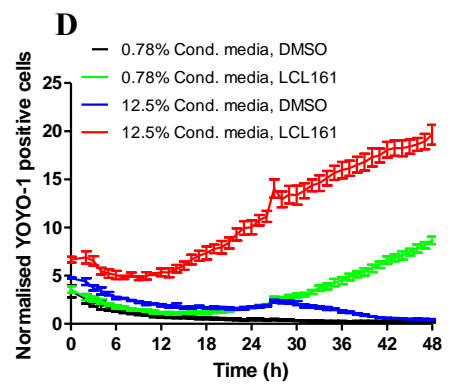 D
0.78% Cond. media, DMSO
0.78% Cond. media, LCL161
12.5% Cond. media, DMSO
12.5% Cond. media, LCL161
Normalised YOYO-1 positive cells
25
20
15
10
5
0
0 6 12 18 24 30 36 42 48
Time (h)